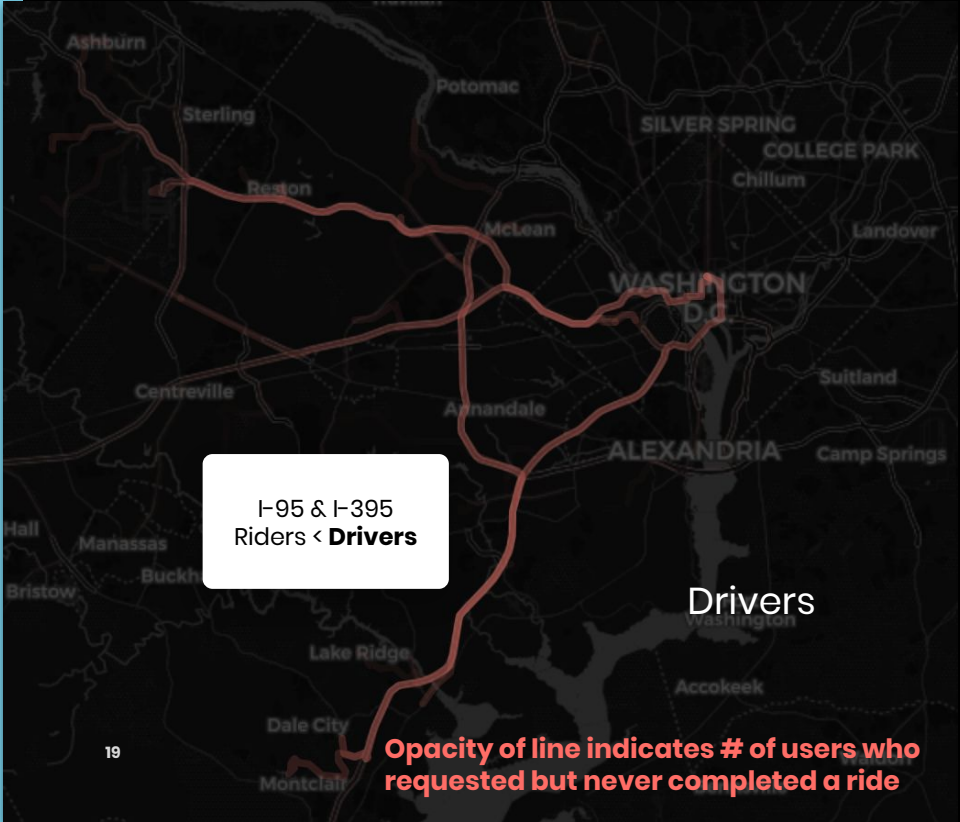 Ashburn
Potomac
Sterling
SILVER SPRING
COLLEGE PARK
Chillum
Reston
McLean
Landover
WASHINGTON
D.C.
Suitland
Centreville
Annandale
ALEXANDRIA
Camp Springs
I-95 & I-395
Riders < Drivers
Hall
Manassas
Buckh
Bristow
Drivers
Washington
Lake Ridge
Accokeek
Dale City
19
Opacity of line indicates # of users who
requested but never completed a ride
Waldorf
Montclair